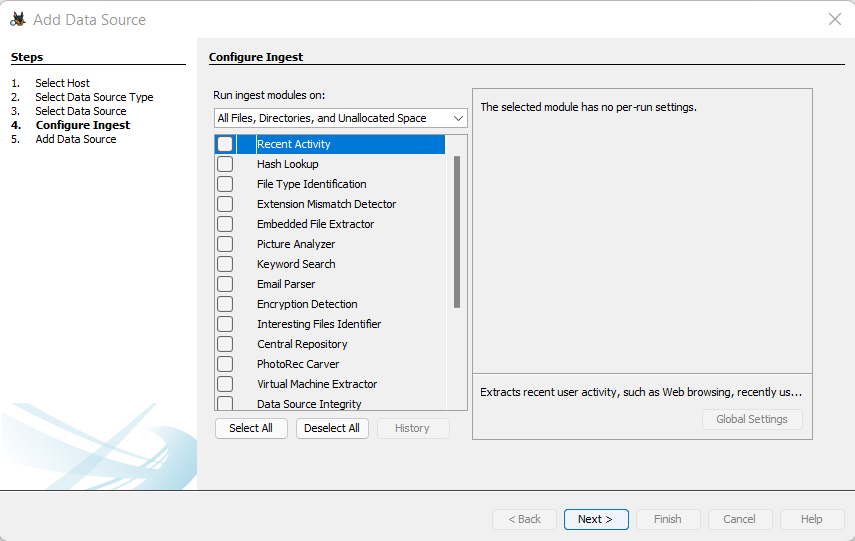 Add Data Source
Steps
1. Select Host
2. Select Data Source Type
3. Select Data Source
4. Configure Ingest
5. Add Data Source
Configure Ingest
Run ingest modules on:
All Files, Directories, and Unallocated Space
Recent Activity
Hash Lookup
File Type Identification
Extension Mismatch Detector
Embedded File Extractor
Picture Analyzer
Keyword Search
Email Parser
Encryption Detection
Interesting Files Identifier
Central Repository
PhotoRec Carver
Virtual Machine Extractor
Data Source Integrity
Select All
Deselect All
History
The selected module has no per-run settings.
Extracts recent user activity, such as Web browsing, recently us...
Global Settings
< Back
Next >
Finish
Cancel
Help